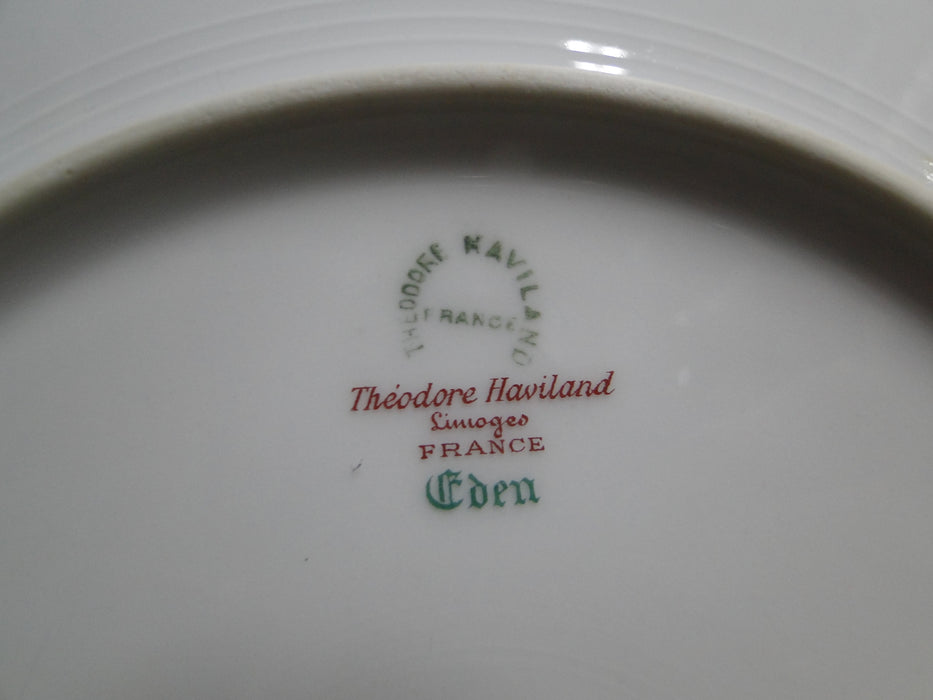 THEODORE HAVILAND
FRANCE
Théodore Haviland
Limoges
FRANCE
Eden